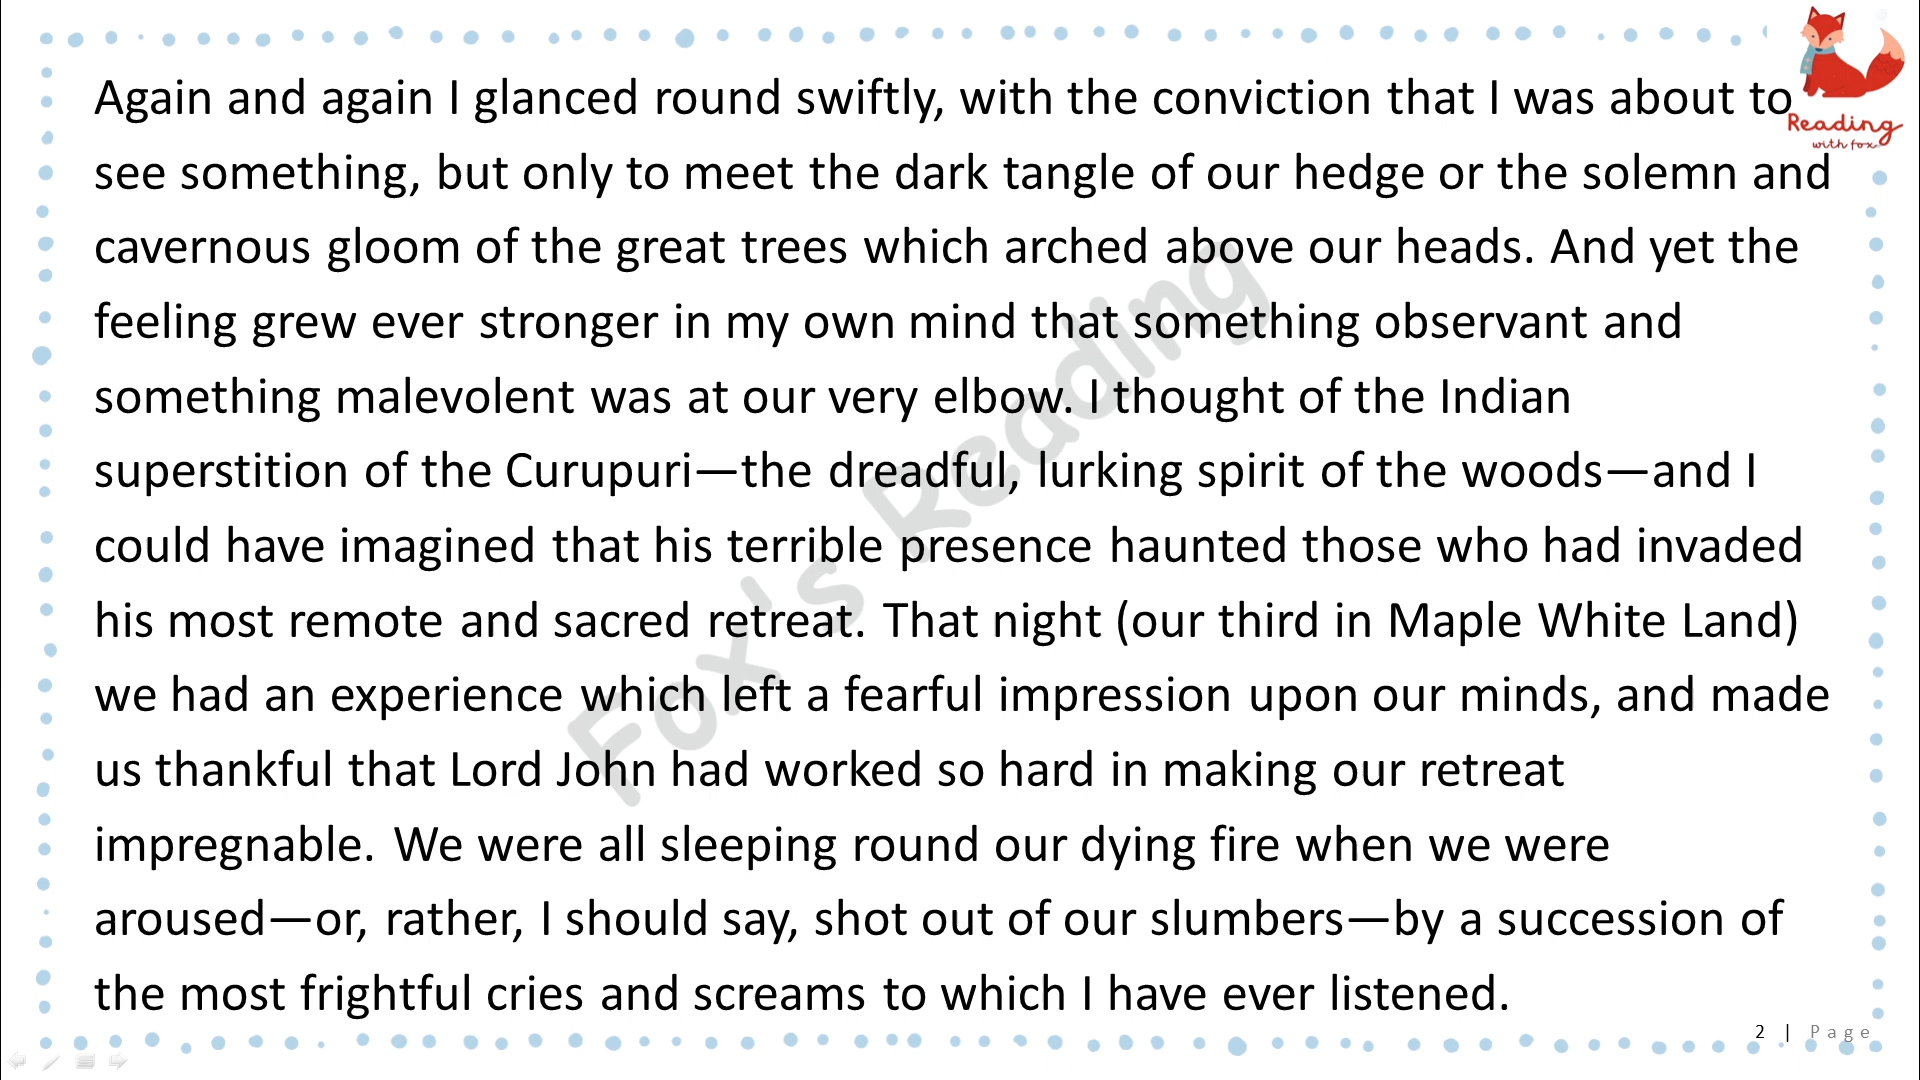 Again and again I glanced round swiftly, with the conviction that I was about to
Reading
with fox
see something, but only to meet the dark tangle of our hedge or the solemn and
cavernous gloom of the great trees which arched above our heads. And yet the
feeling grew ever stronger in my own mind that something observant and
something malevolent was at our very elbow. I thought of the Indian
superstition of the Curupuri—the dreadful, lurking spirit of the woods—and I
could have imagined that his terrible presence haunted those who had invaded
his most remote and sacred retreat. That night (our third in Maple White Land)
we had an experience which left a fearful impression upon our minds, and made
us thankful that Lord John had worked so hard in making our retreat
impregnable. We were all sleeping round our dying fire when we were
aroused—or, rather, I should say, shot out of our slumbers—by a succession of
the most frightful cries and screams to which I have ever listened.
Fox's Reading
2 | Page